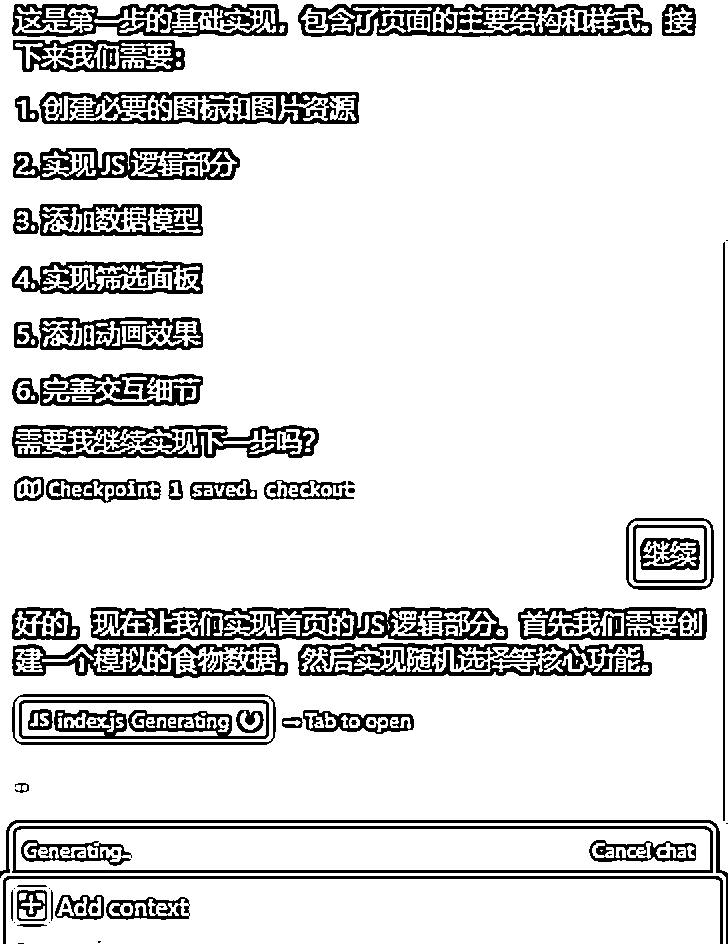 这是第一步的基础实现，包含了页面的主要结构和样式。接
下来我们需要：
1. 创建必要的图标和图片资源
2. 实现 JS 逻辑部分
3. 添加数据模型
4. 实现筛选面板
5. 添加动画效果
6. 完善交互细节
需要我继续实现下一步吗？
Checkpoint 1 saved. checkout
继续
好的，现在让我们实现首页的 JS 逻辑部分。首先我们需要创
建一个模拟的食物数据，然后实现随机选择等核心功能。
JS index.js Generating → Tab to open
Generating..
Cancel chat
Add context